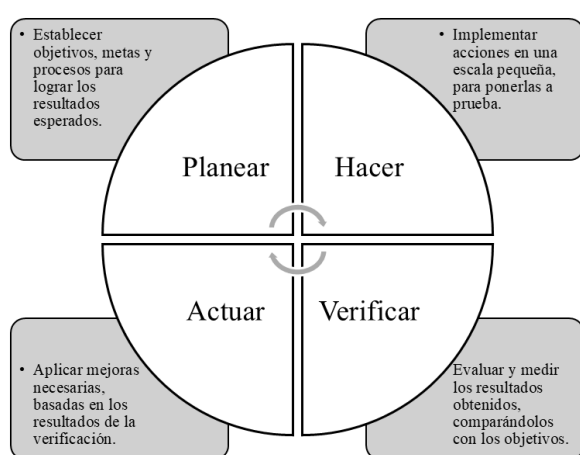 • Establecer
objetivos, metas y
procesos para
lograr los
resultados
esperados.
• Implementar
acciones en una
escala pequeña,
para ponerlas a
prueba.
Planear
Hacer
Actuar
Verificar
• Aplicar mejoras
necesarias,
basadas en los
resultados de la
verificación.
Evaluar y medir
los resultados
obtenidos,
comparándolos
con los objetivos.